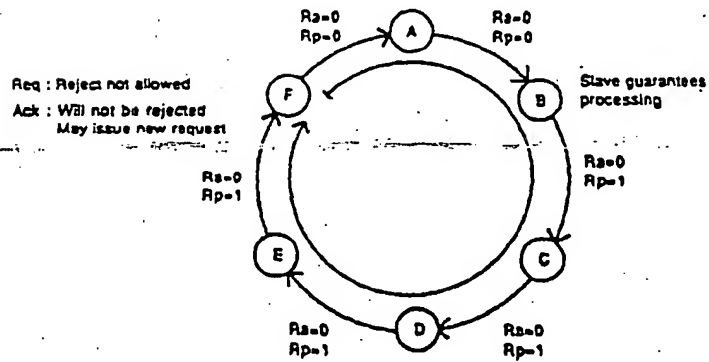 Ra=0
Rp=0
A
Ra=0
Rp=0
Req : Reject not allowed
Ack : Will not be rejected
May issue new request
F
B
Slave guarantees
processing
Ra=0
Rp=1
Ra=0
Rp=1
E
C
Ra=0
Rp=1
D
Ra=0
Rp=1